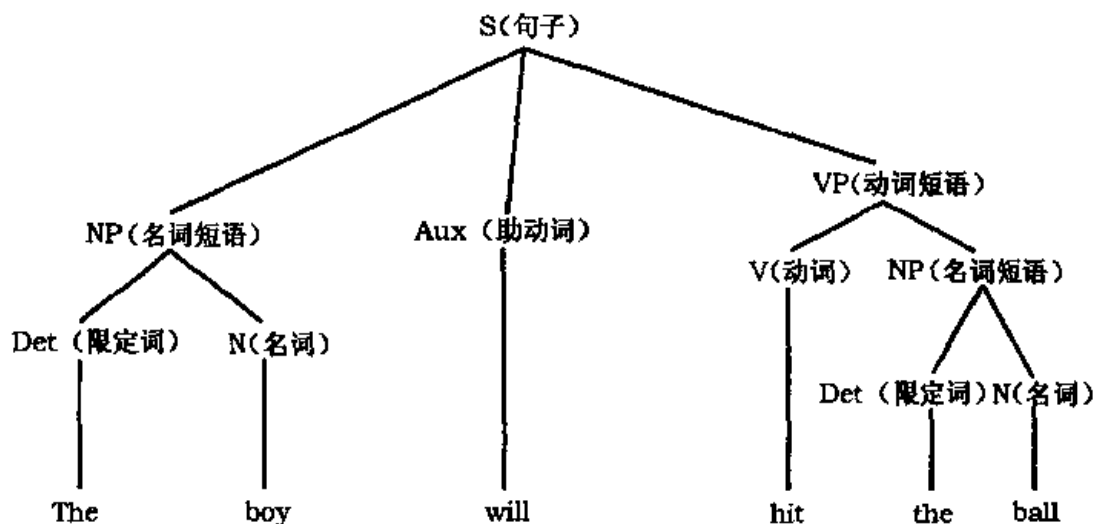 S(句子)
VP(动词短语)
NP(名词短语) Aux (助动词)
V(动词) NP(名词短语)
Det (限定词) N(名词)
Det (限定词) N(名词)
The boy will hit the ball